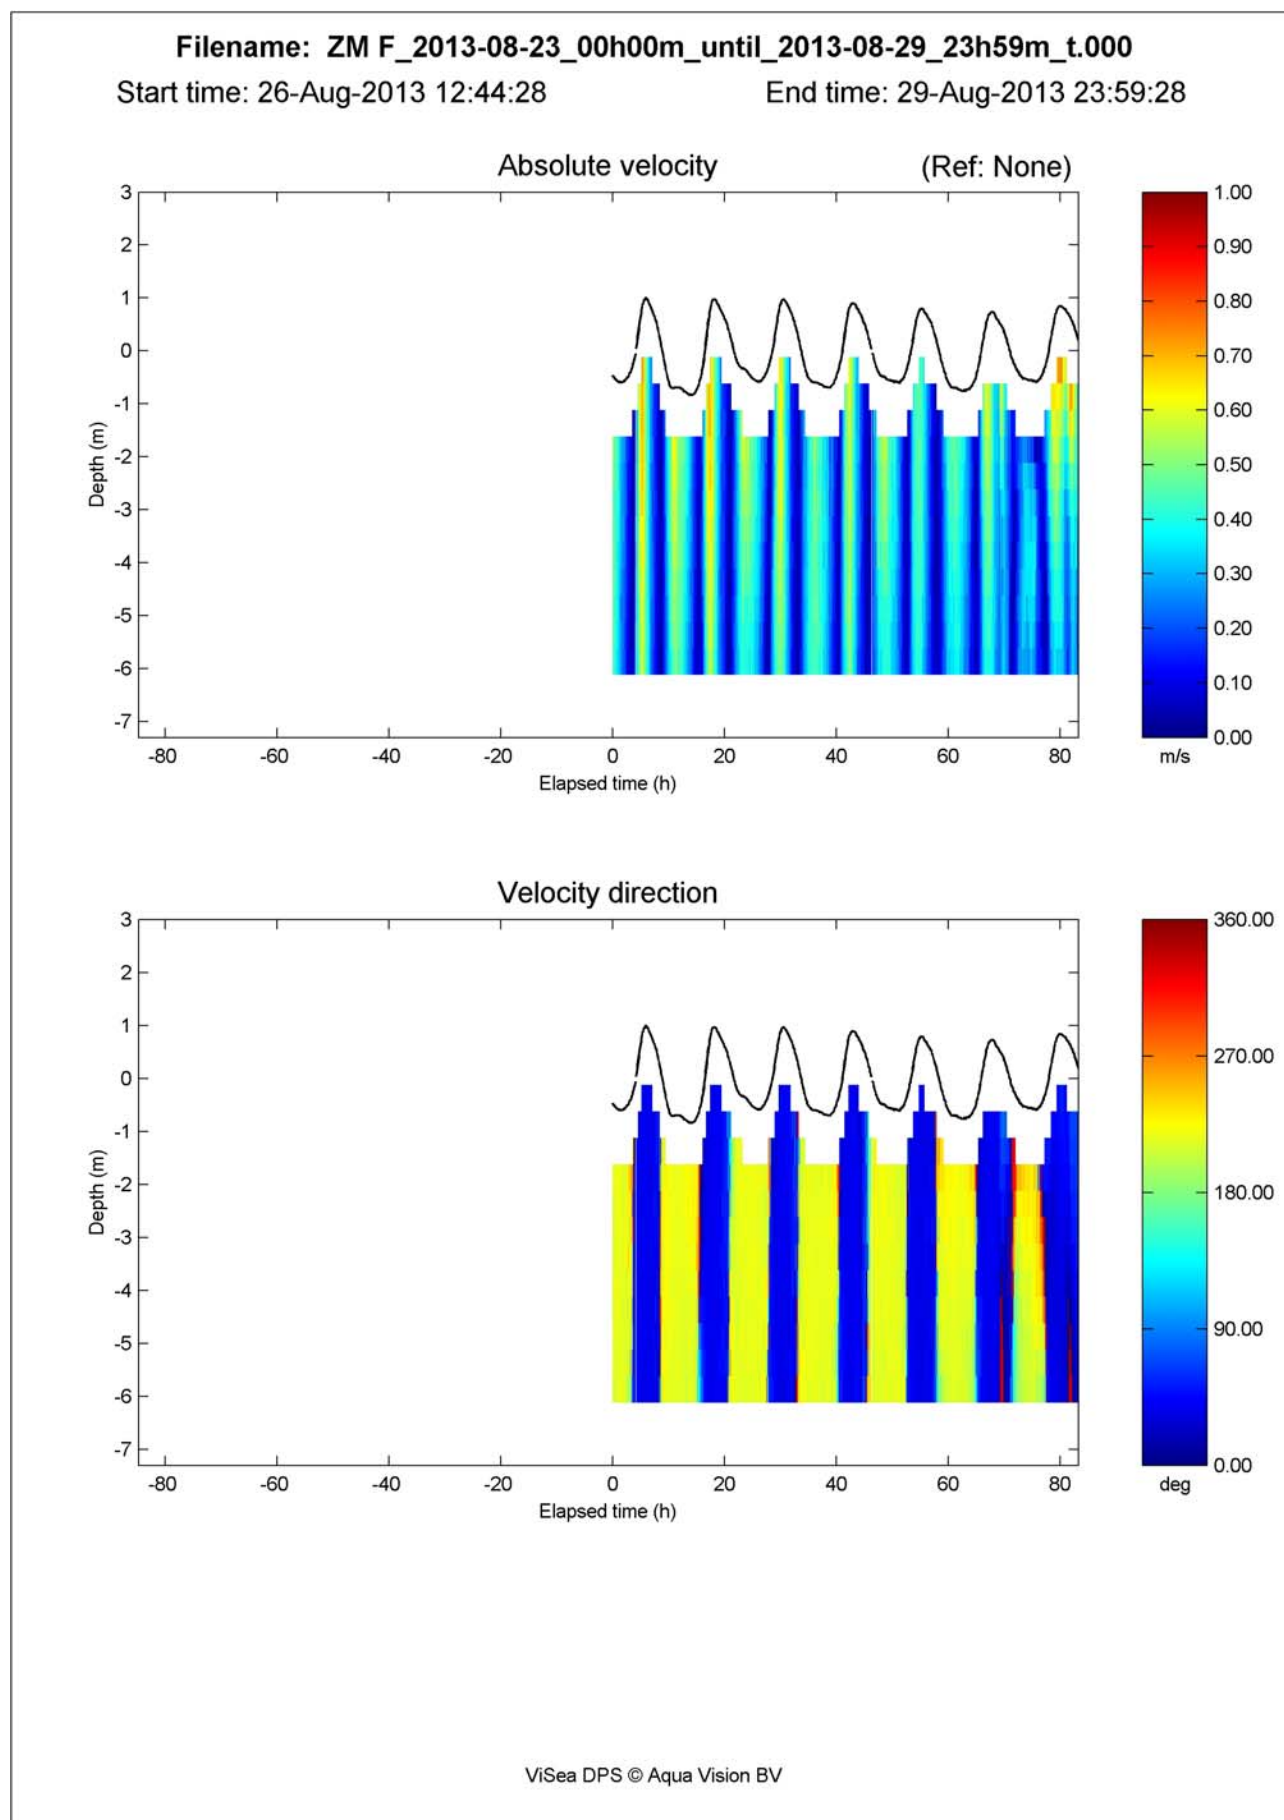 Filename: ZM F_2013-08-23_00h00m_until_2013-08-29_23h59m_t.000
Start time: 26-Aug-2013 12:44:28 End time: 29-Aug-2013 23:59:28
Absolute velocity (Ref: None)
3
2
1
0
-1
-2
-3
-4
-5
-6
-7
Depth (m)
-80 -60 -40 -20 0 20 40 60 80
Elapsed time (h)
1.00
0.90
0.80
0.70
0.60
0.50
0.40
0.30
0.20
0.10
0.00
m/s
Velocity direction
3
2
1
0
-1
-2
-3
-4
-5
-6
-7
Depth (m)
-80 -60 -40 -20 0 20 40 60 80
Elapsed time (h)
360.00
270.00
180.00
90.00
0.00
deg
ViSea DPS © Aqua Vision BV